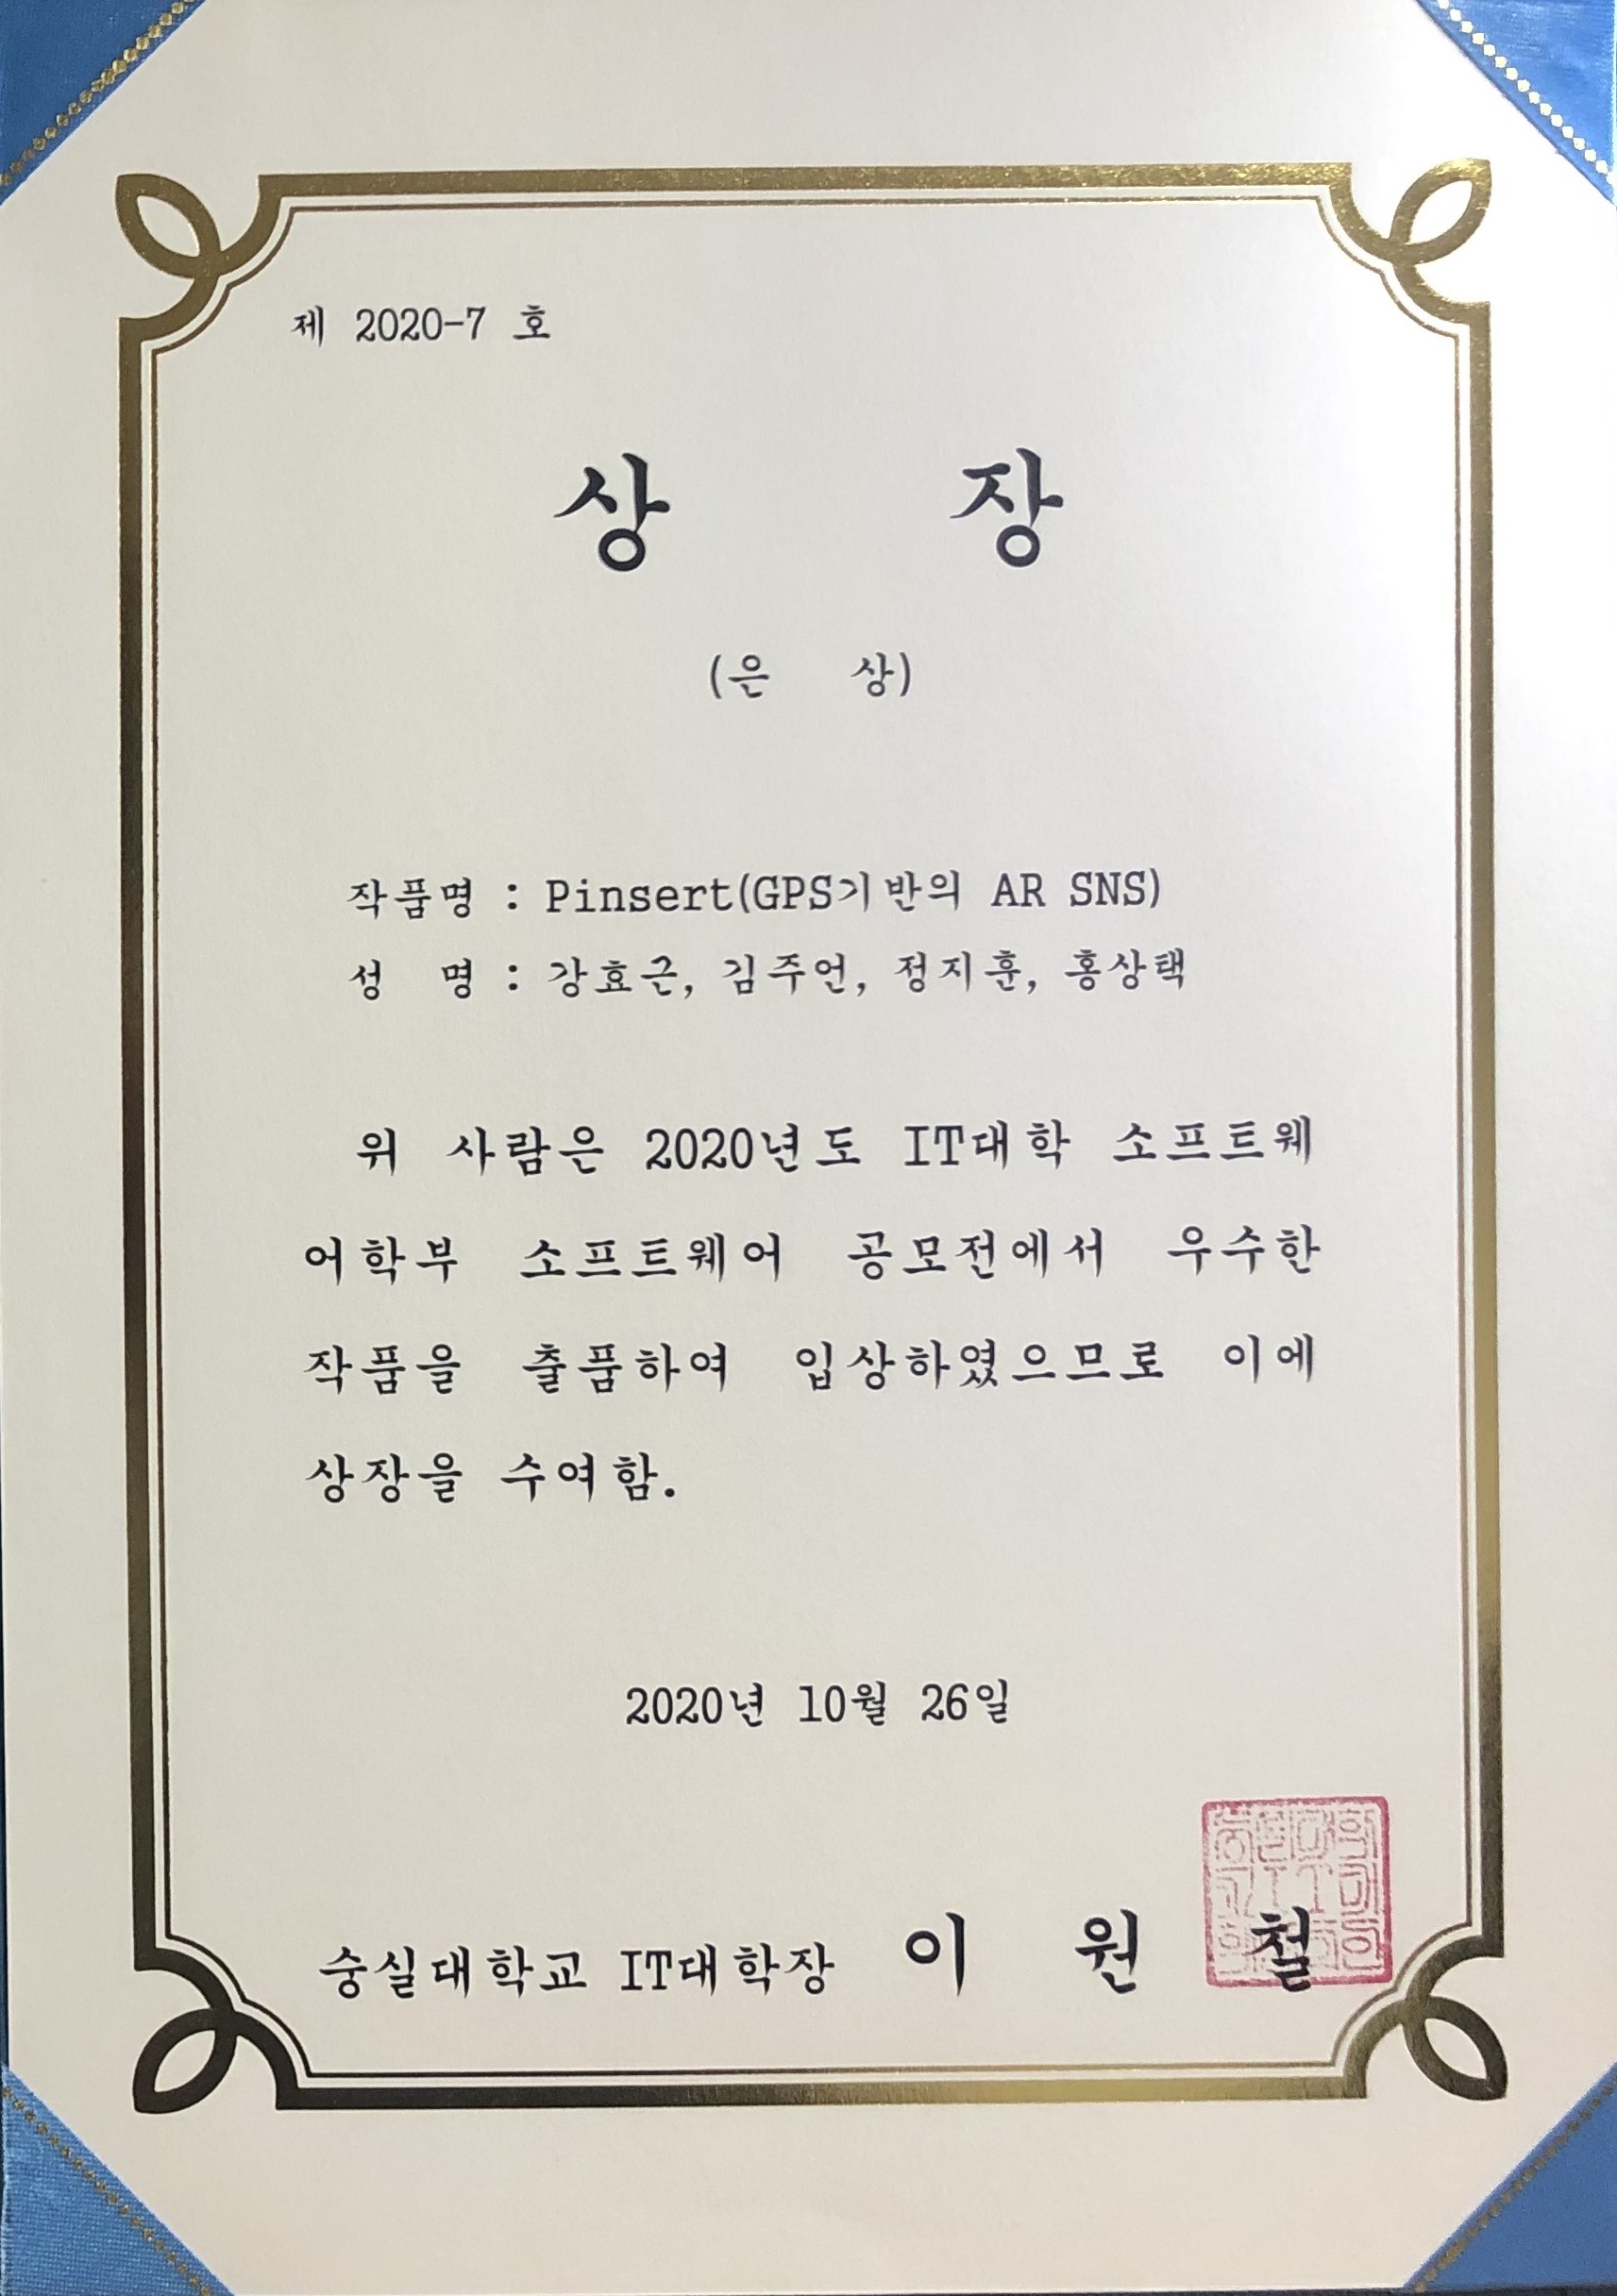 제 2020-7 호
상 장
(은 상)
작품명 : Pinsert(GPS기반의 AR SNS)
성 명 : 강효근, 김주언, 정지훈, 홍상택
위 사람은 2020년도 IT대학 소프트웨
어학부 소프트웨어 공모전에서 우수한
작품을 출품하여 입상하였으므로 이에
상장을 수여함.
2020년 10월 26일
숭실대학교 IT대학장 이 원 철